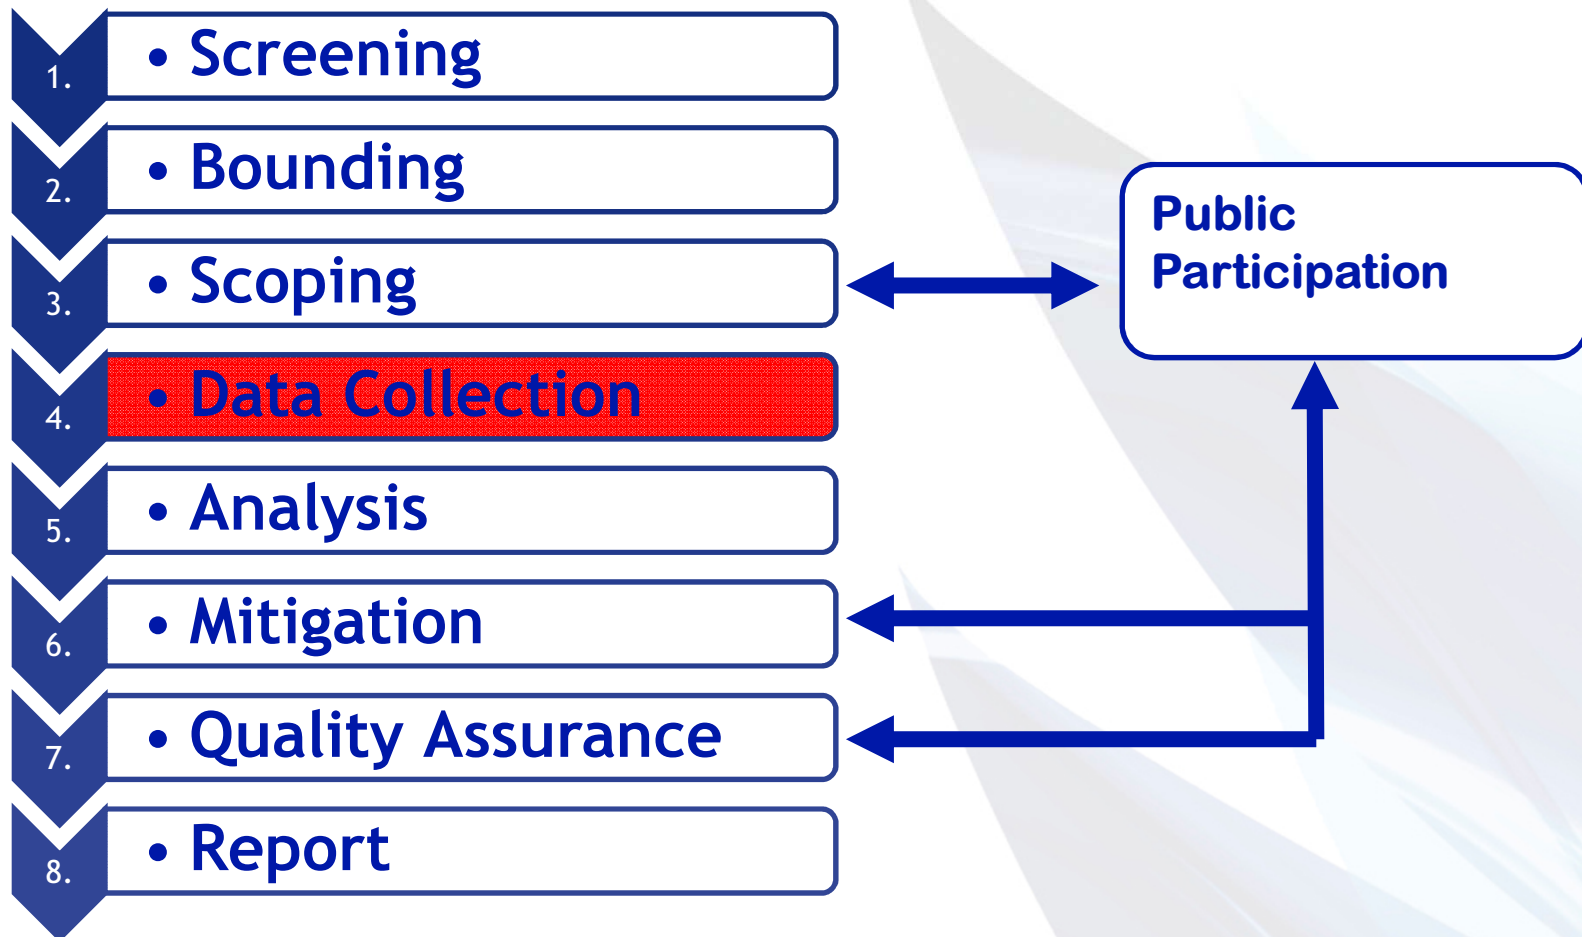 1.
• Screening
2.
• Bounding
3.
• Scoping
Public
Participation
4.
• Data Collection
5.
• Analysis
6.
• Mitigation
7.
• Quality Assurance
8.
• Report